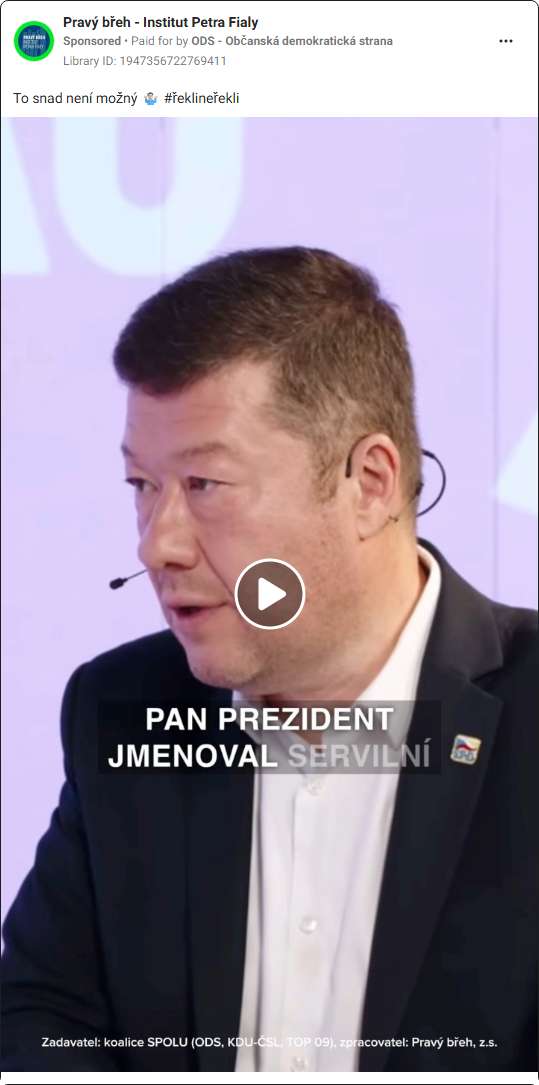 Pravý břeh - Institut Petra Fialy
Sponsored • Paid for by ODS - Občanská demokratická strana
Library ID: 1947356722769411
To snad není možný 🤷🏼‍♂️ #řeklineřekli
PAN PREZIDENT
JMENOVAL SERVILNÍ
Zadavatel: koalice SPOLU (ODS, KDU-ČSL, TOP 09), zpracovatel: Pravý břeh, z.s.